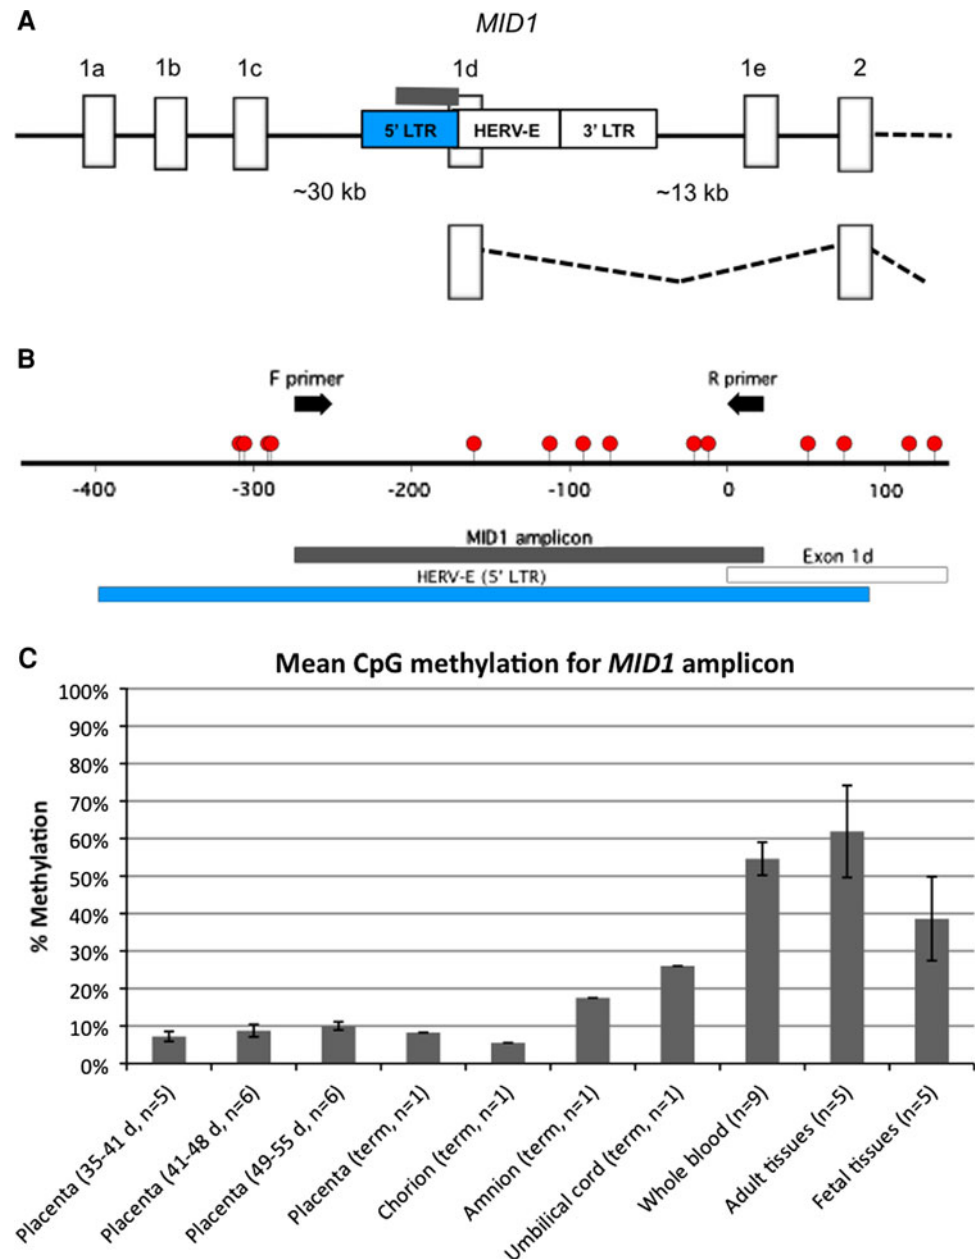 A
MID1
1a 1b 1c 1d 1e 2
5' LTR HERV-E 3' LTR
~30 kb ~13 kb
B
F primer R primer
-400 -300 -200 -100 0 100
MID1 amplicon
Exon 1d
HERV-E (5' LTR)
C
Mean CpG methylation for MID1 amplicon
100%
90%
80%
70%
60%
50%
40%
30%
20%
10%
0%
% Methylation
Placenta (35-41 d, n=5)
Placenta (41-48 d, n=6)
Placenta (49-55 d, n=6)
Placenta (term, n=1)
Chorion (term, n=1)
Amnion (term, n=1)
Umbilical cord (term, n=1)
Whole blood (n=9)
Adult tissues (n=5)
Fetal tissues (n=5)